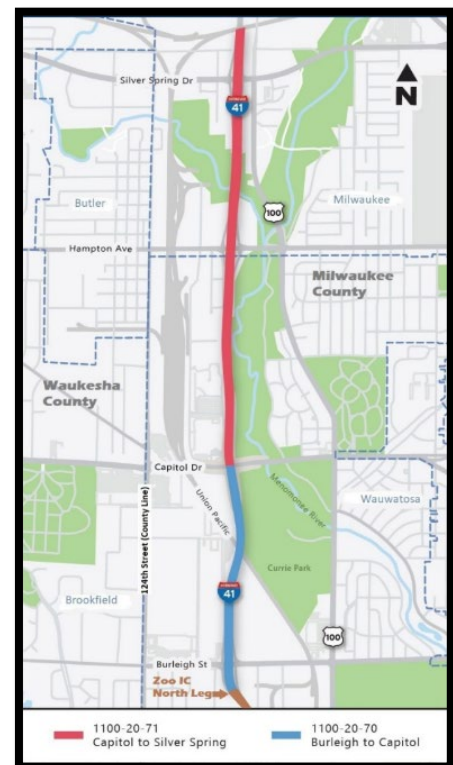 Silver Spring Dr
INTERSTATE
41
N
Butler
100
Milwaukee
Hampton Ave
Milwaukee
County
Waukesha
County
Capitol Dr
Union Pacific
Menomonee River
Wauwatosa
124th Street (County Line)
Currie Park
INTERSTATE
41
Brookfield
100
Burleigh St
Zoo IC
North Leg
1100-20-71
Capitol to Silver Spring
1100-20-70
Burleigh to Capitol